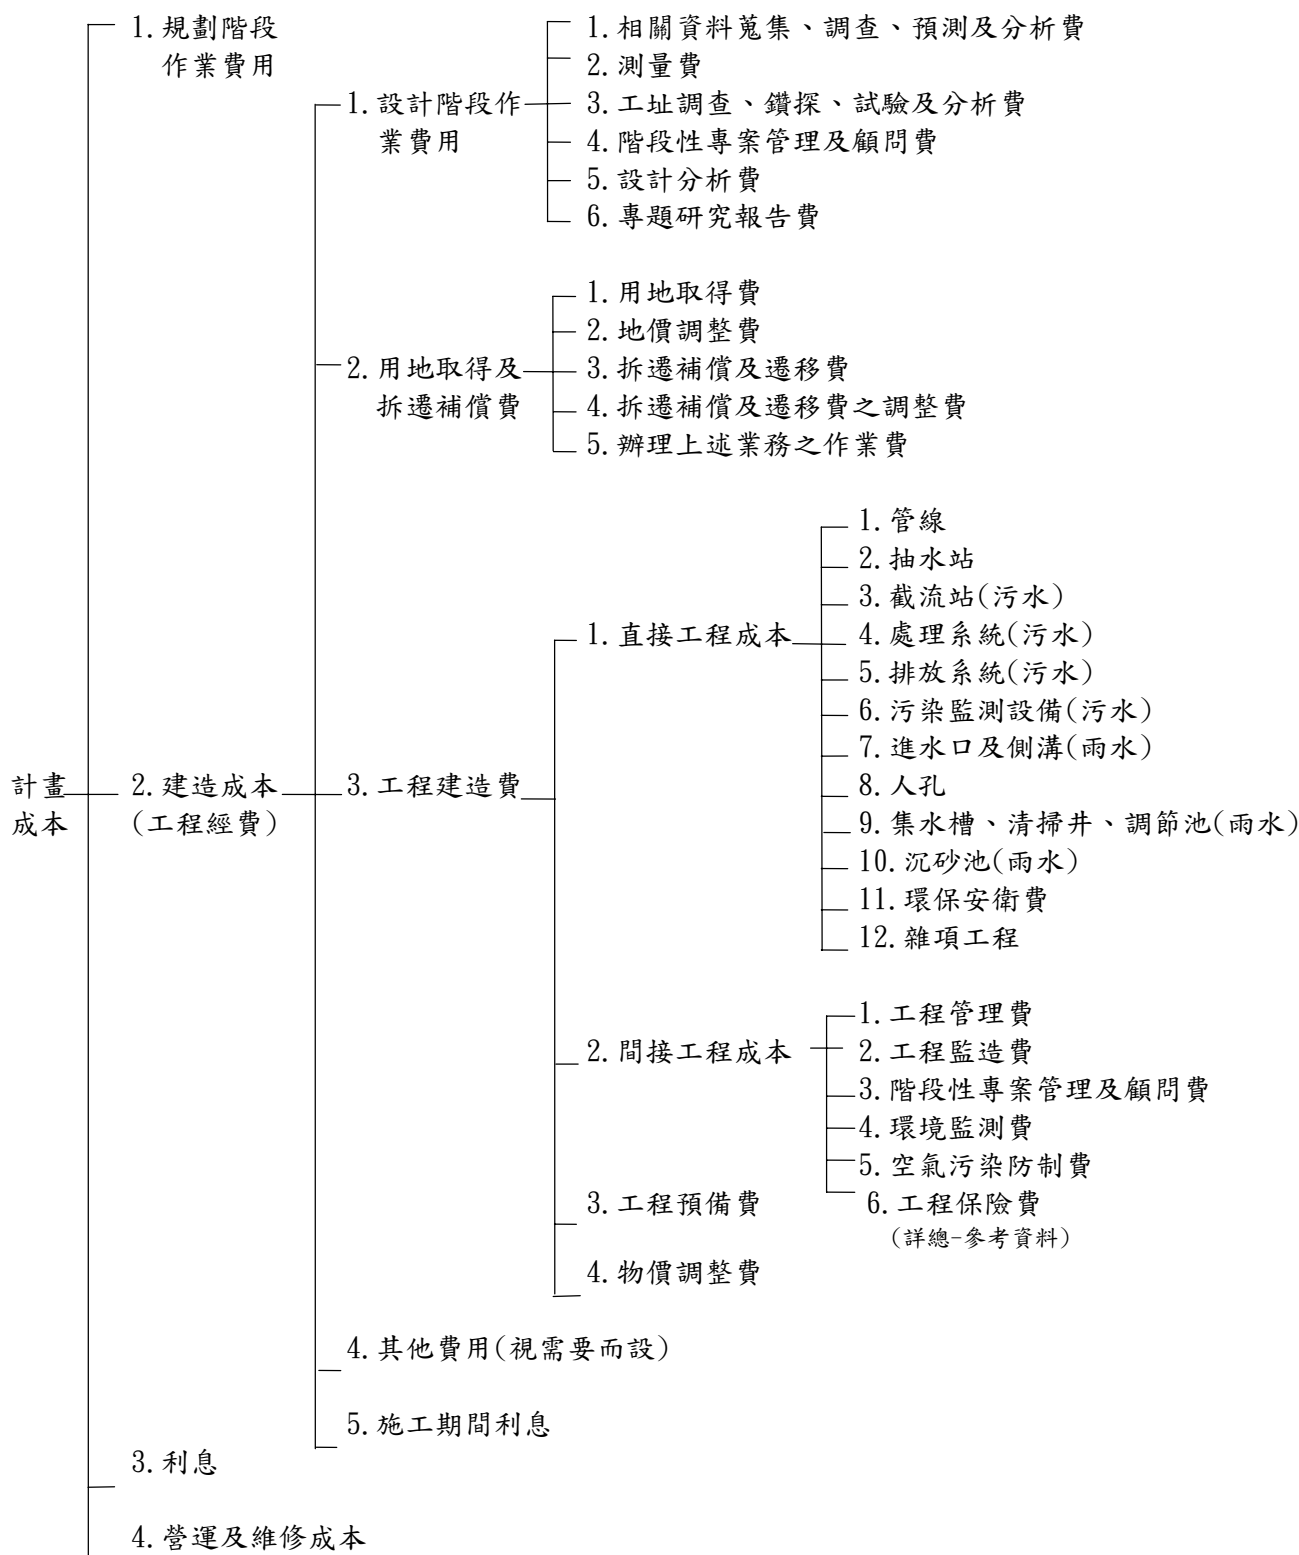 1.規劃階段
作業費用
1.設計階段作
業費用
1.相關資料蒐集、調查、預測及分析費
2.測量費
3.工址調查、鑽探、試驗及分析費
4.階段性專案管理及顧問費
5.設計分析費
6.專題研究報告費
2.用地取得及
拆遷補償費
1.用地取得費
2.地價調整費
3.拆遷補償及遷移費
4.拆遷補償及遷移費之調整費
5.辦理上述業務之作業費
計畫
成本
2.建造成本
(工程經費)
3.工程建造費
1.直接工程成本
1.管線
2.抽水站
3.截流站(污水)
4.處理系統(污水)
5.排放系統(污水)
6.污染監測設備(污水)
7.進水口及側溝(雨水)
8.人孔
9.集水槽、清掃井、調節池(雨水)
10.沉砂池(雨水)
11.環保安衛費
12.雜項工程
2.間接工程成本
1.工程管理費
2.工程監造費
3.階段性專案管理及顧問費
4.環境監測費
5.空氣污染防制費
6.工程保險費
(詳總-參考資料)
3.工程預備費
4.物價調整費
4.其他費用(視需要而設)
5.施工期間利息
3.利息
4.營運及維修成本